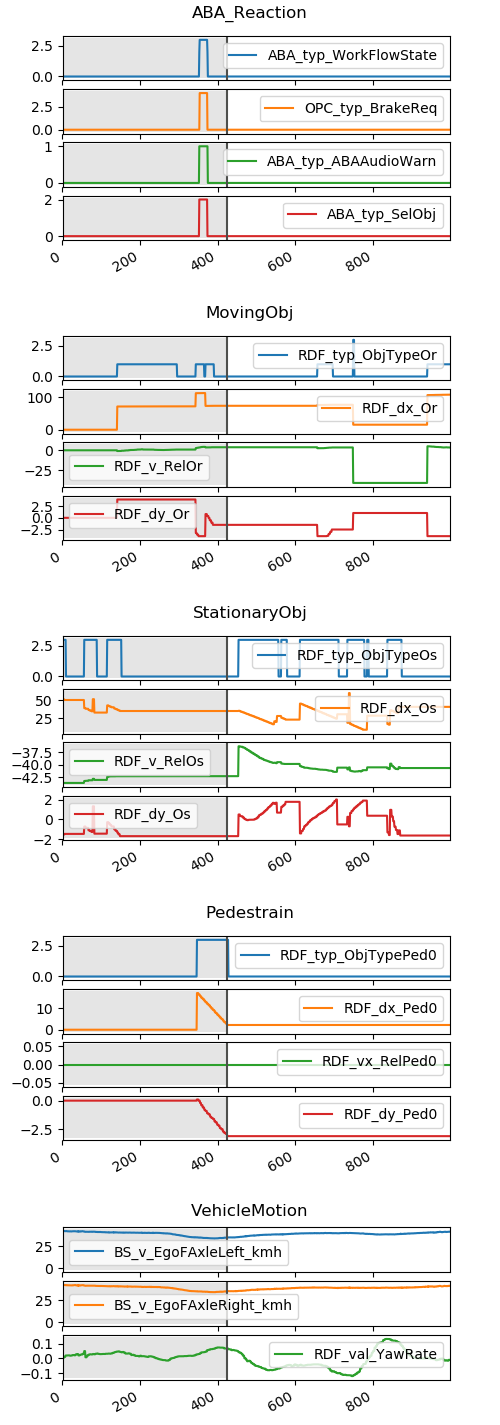 ABA_Reaction
2.5
0.0
ABA_typ_WorkFlowState
2.5
0.0
OPC_typ_BrakeReq
1
0
ABA_typ_ABAAudioWarn
2
0
ABA_typ_SelObj
0 200 400 600 800
MovingObj
2.5
0.0
RDF_typ_ObjTypeOr
100
0
RDF_dx_Or
0
−25
RDF_v_RelOr
2.5
0.0
−2.5
RDF_dy_Or
0 200 400 600 800
StationaryObj
2.5
0.0
RDF_typ_ObjTypeOs
50
25
RDF_dx_Os
−37.5
−40.0
−42.5
RDF_v_RelOs
2
0
−2
RDF_dy_Os
0 200 400 600 800
Pedestrain
2.5
0.0
RDF_typ_ObjTypePed0
10
0
RDF_dx_Ped0
0.05
0.00
−0.05
RDF_vx_RelPed0
0.0
−2.5
RDF_dy_Ped0
0 200 400 600 800
VehicleMotion
25
0
BS_v_EgoFAxleLeft_kmh
25
0
BS_v_EgoFAxleRight_kmh
0.1
0.0
−0.1
RDF_val_YawRate
0 200 400 600 800